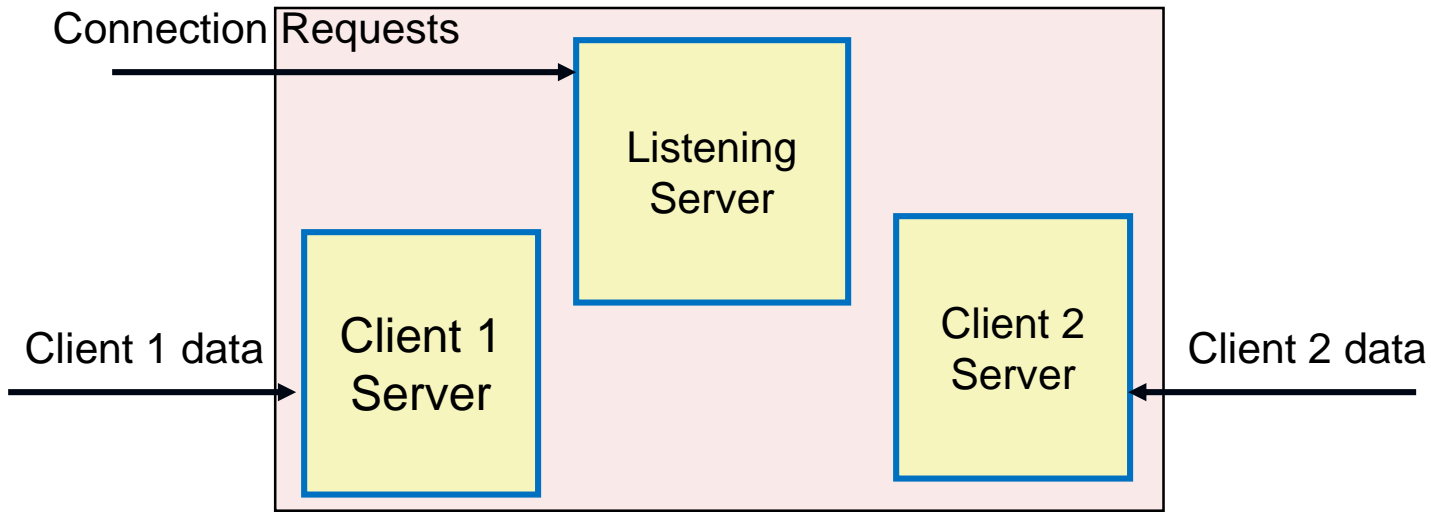 Connection Requests
Listening
Server
Client 1 data
Client 1
Server
Client 2
Server
Client 2 data